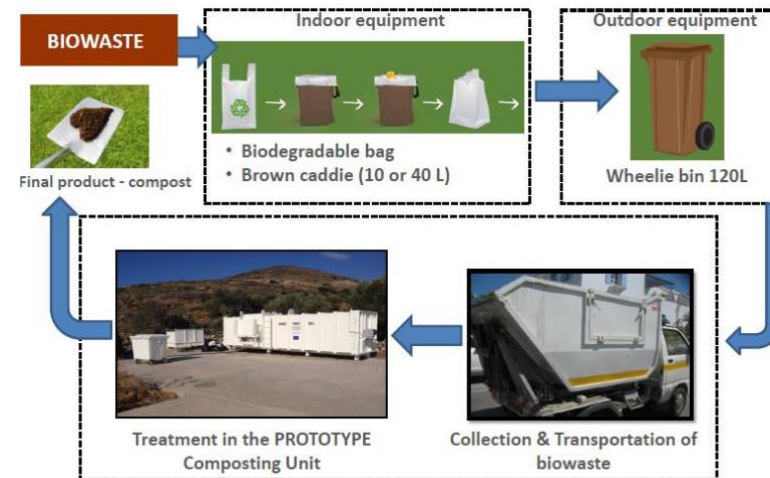 BIOWASTE
Indoor equipment
• Biodegradable bag
• Brown caddie (10 or 40 L)
Outdoor equipment
Wheelie bin 120L
Collection & Transportation of
biowaste
Treatment in the PROTOTYPE
Composting Unit
Final product - compost